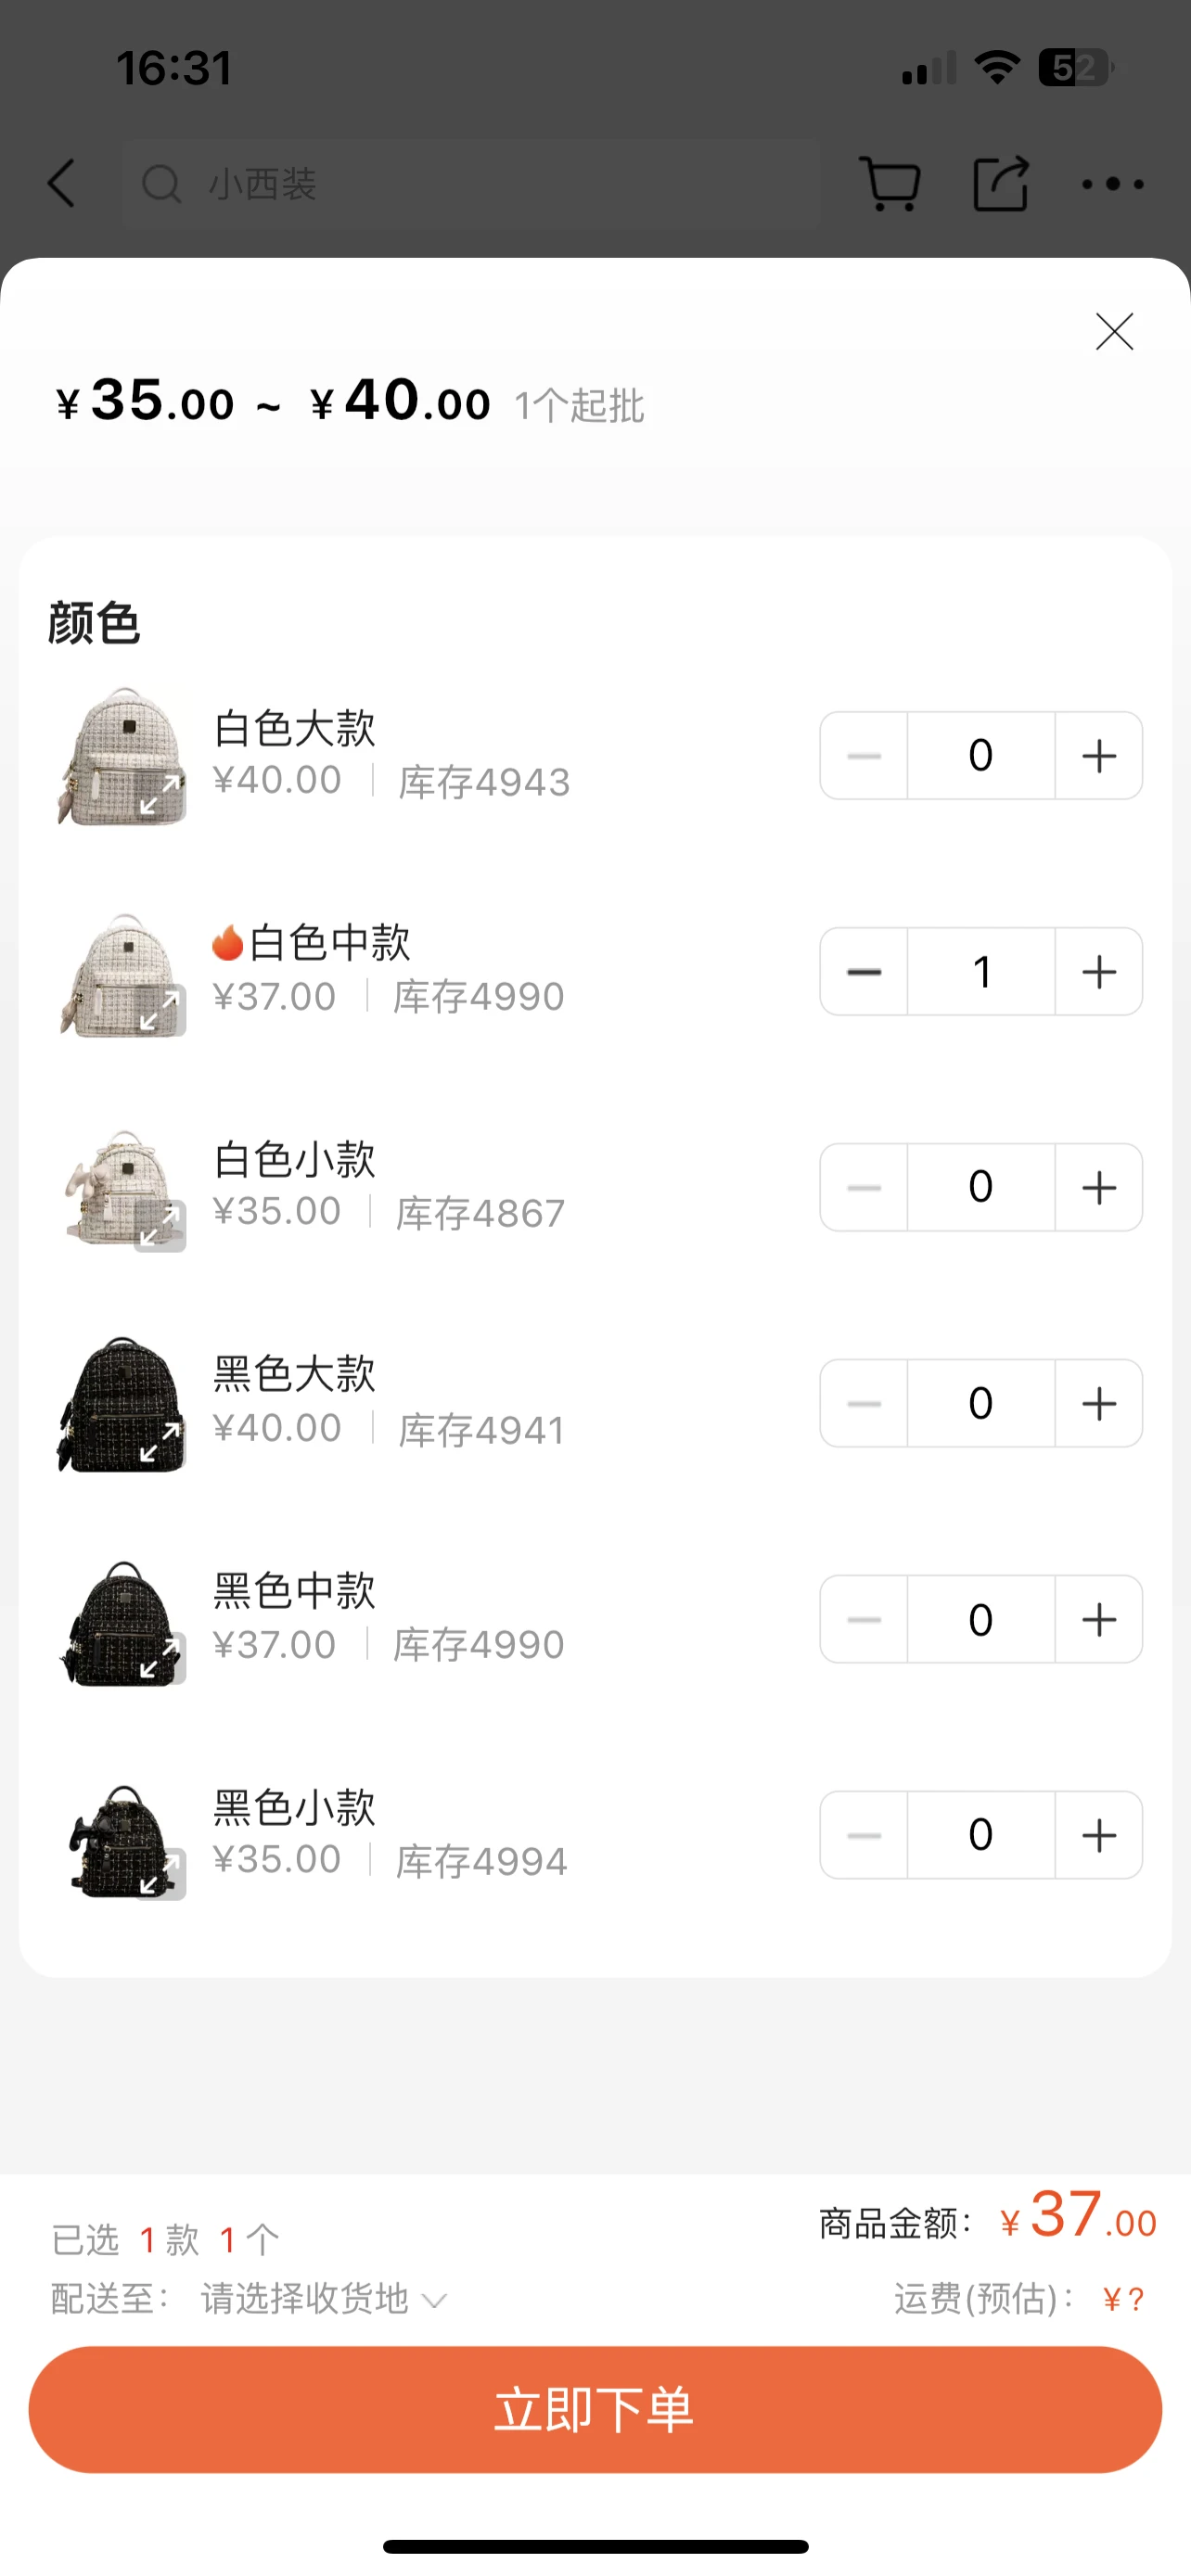 16:31
52
小西装
¥35.00 ~ ¥40.00 1个起批
颜色
白色大款
¥40.00 库存4943
0
白色中款
¥37.00 库存4990
1
白色小款
¥35.00 库存4867
0
黑色大款
¥40.00 库存4941
0
黑色中款
¥37.00 库存4990
0
黑色小款
¥35.00 库存4994
0
已选 1 款 1 个
商品金额: ¥37.00
配送至: 请选择收货地
运费(预估): ¥?
立即下单